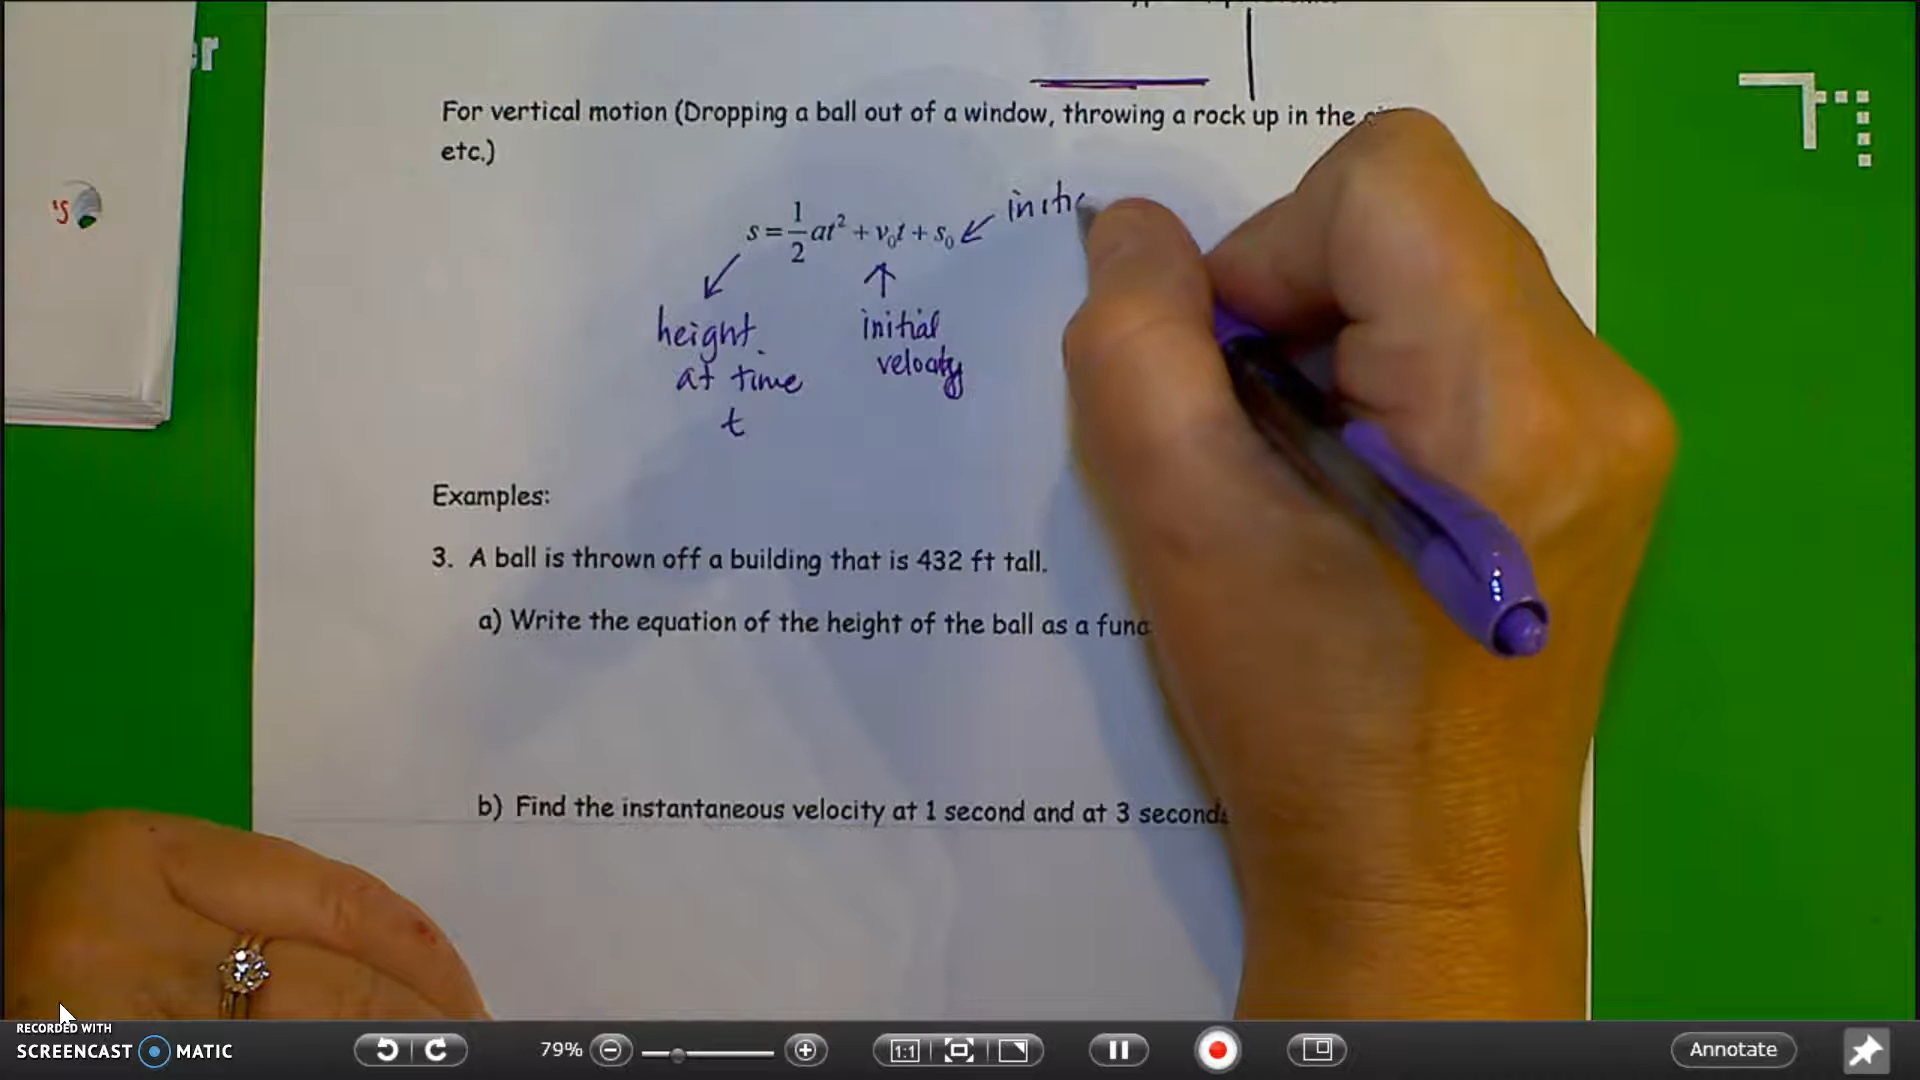 r
's
For vertical motion (Dropping a ball out of a window, throwing a rock up in the
etc.)
s = 1/2 at² + v₀t + s₀
height
at time
t
initial
velocity
Examples:
3. A ball is thrown off a building that is 432 ft tall.
a) Write the equation of the height of the ball as a func
b) Find the instantaneous velocity at 1 second and at 3 seconds
RECORDED WITH
SCREENCAST MATIC
79%
1:1
Annotate